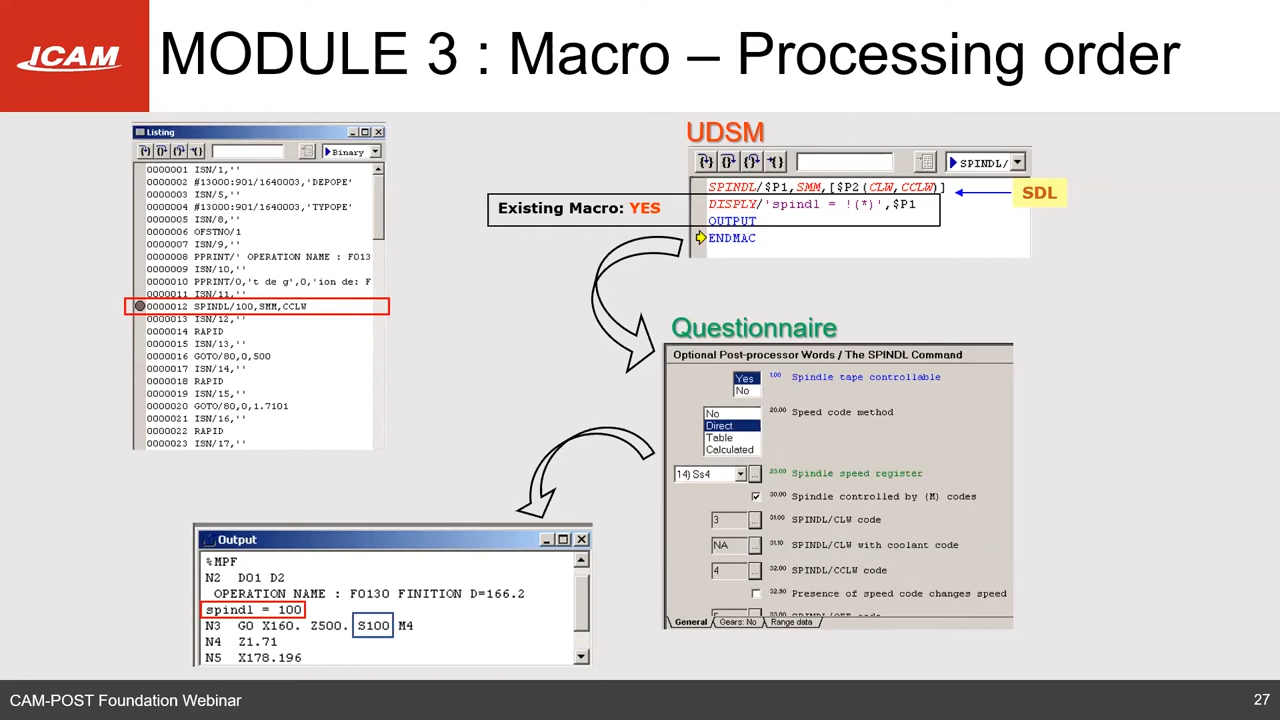 ICAM
MODULE 3 : Macro – Processing order
Listing
Binary
0000001 ISN/1,''
0000002 #13000:901/1640003,'DEPOPE'
0000003 ISN/5,''
0000004 #13000:901/1640003,'TYPOPE'
0000005 ISN/8,''
0000006 OFSTNO/1
0000007 ISN/9,''
0000008 PPRINT/' OPERATION NAME : F013
0000009 ISN/10,''
0000010 PPRINT/0,'t de g',0,'ion de: F
0000011 ISN/11,''
0000012 SPINDL/100,SMM,CCLW
0000013 ISN/12,''
0000014 RAPID
0000015 ISN/13,''
0000016 GOTO/80,0,500
0000017 ISN/14,''
0000018 RAPID
0000019 ISN/15,''
0000020 GOTO/80,0,1.7101
0000021 ISN/16,''
0000022 RAPID
0000023 ISN/17,''
UDSM
SPINDL/
SPINDL/$P1,SMM,[$P2(CLW,CCLW)]
DISPLY/'spindl = !(*)',$P1
OUTPUT
ENDMAC
SDL
Existing Macro: YES
Questionnaire
Optional Post-processor Words / The SPINDL Command
Yes 1.00 Spindle tape controllable
No
No 20.00 Speed code method
Direct
Table
Calculated
14) Ss4 ... Spindle speed register
30.00 Spindle controlled by (M) codes
3 ... 31.00 SPINDL/CLW code
NA ... 31.10 SPINDL/CLW with coolant code
4 ... 32.00 SPINDL/CCLW code
32.90 Presence of speed code changes speed
General Gears: No Range data
Output
%MPF
N2 D01 D2
OPERATION NAME : F0130 FINITION D=166.2
spindl = 100
N3 G0 X160. Z500. S100 M4
N4 Z1.71
N5 X178.196
CAM-POST Foundation Webinar
27